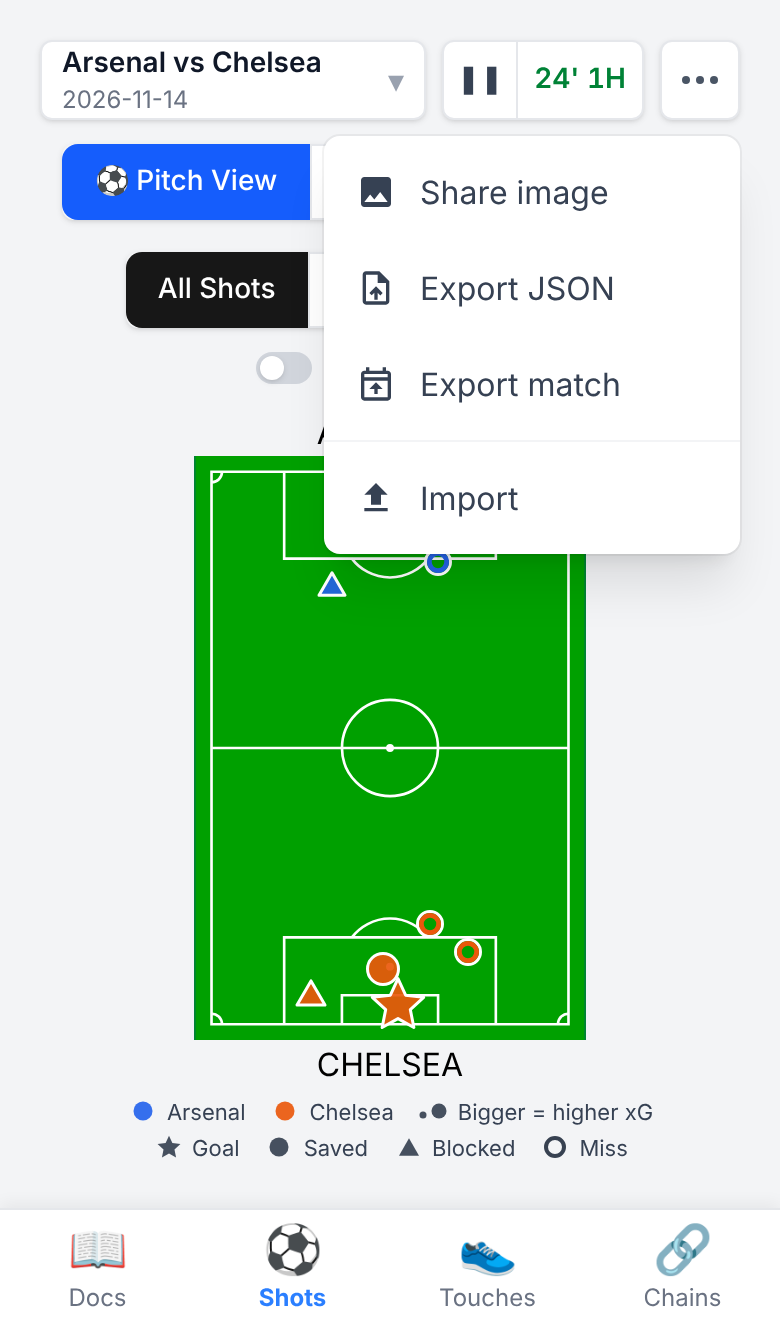 Arsenal vs Chelsea
2026-11-14
▼
24' 1H
Pitch View
Share image
All Shots
Export JSON
Export match
Import
CHELSEA
Arsenal Chelsea Bigger = higher xG
Goal Saved Blocked Miss
Docs Shots Touches Chains